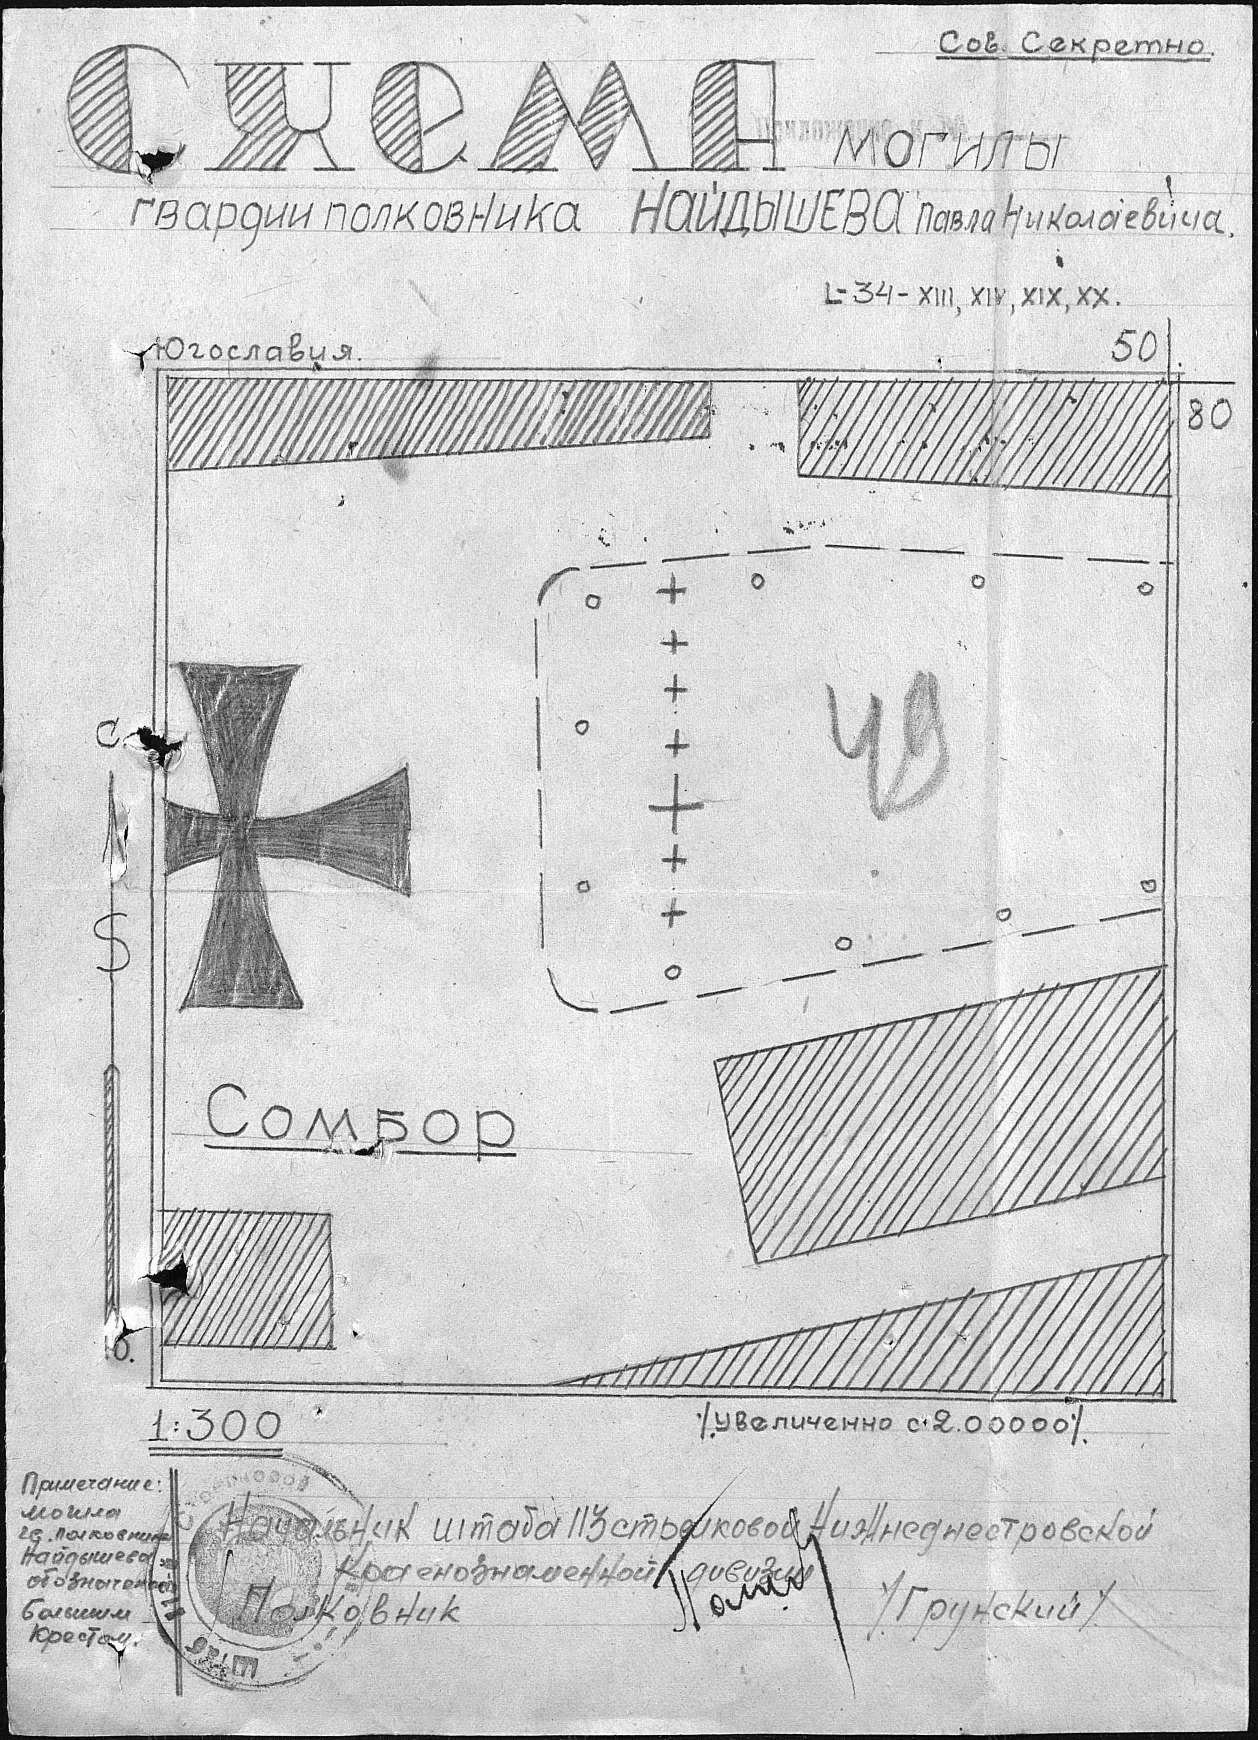 Сов. Секретно.
Схема могилы
гвардии полковника НАЙДЫШЕВА Павла Николаевича.
L-34-XIII, XIV, XIX, XX.
Югославия.
50
80
С
S
Сомбор
ю.
1:300
/увеличенно с 2.00000/.
Примечание:
могила
гв. полковника
Найдышева
обозначена
большим
крестом.
Стрелковой
Штаб
Начальник штаба 113 стрелковой Нижнеднестровской
Краснознаменной дивизии
Полковник
/Грунский/